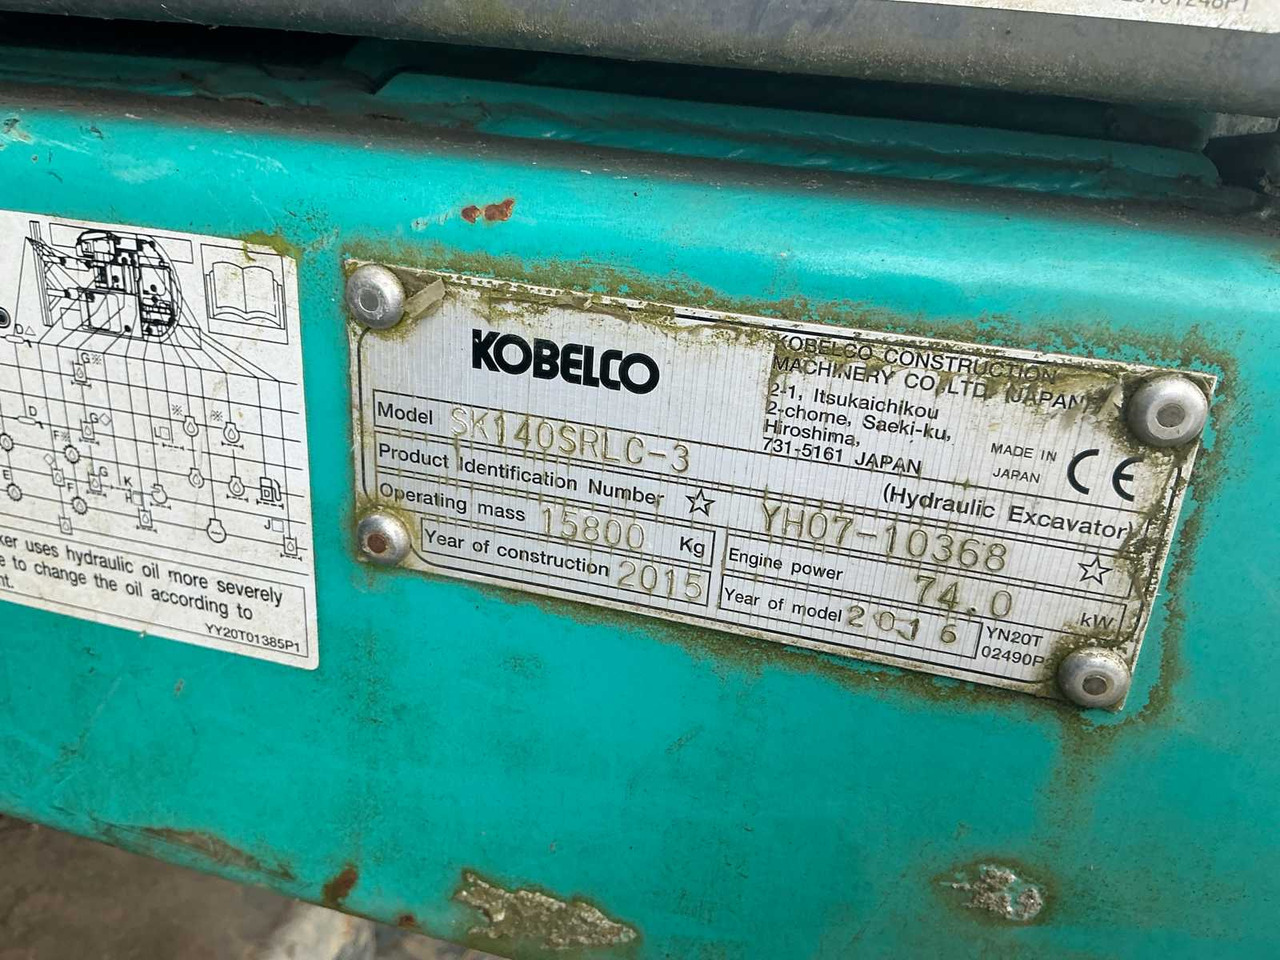 KOBELCO
KOBELCO CONSTRUCTION
MACHINERY CO.,LTD. (JAPAN)
2-1, Itsukaichikou
2-chome, Saeki-ku,
Hiroshima,
731-5161 JAPAN
MADE IN
JAPAN
CE
Model SK140SRLC-3
(Hydraulic Excavator)
Product Identification Number ☆ YH07-10368 ☆
Operating mass 15800 Kg
Engine power 74.0 kW
Year of construction 2015
Year of model 2016
YN20T
02490P
uses hydraulic oil more severely
to change the oil according to
YY20T01385P1